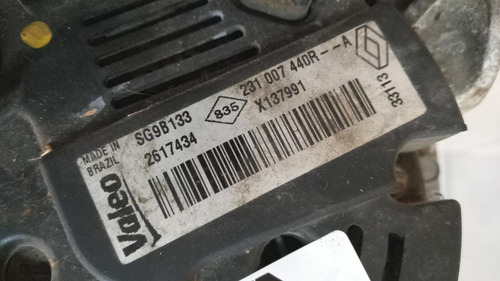 MADE IN
BRAZIL
SG9B133
2617434
835
231 007 440R--A
X137991
33113
Valeo